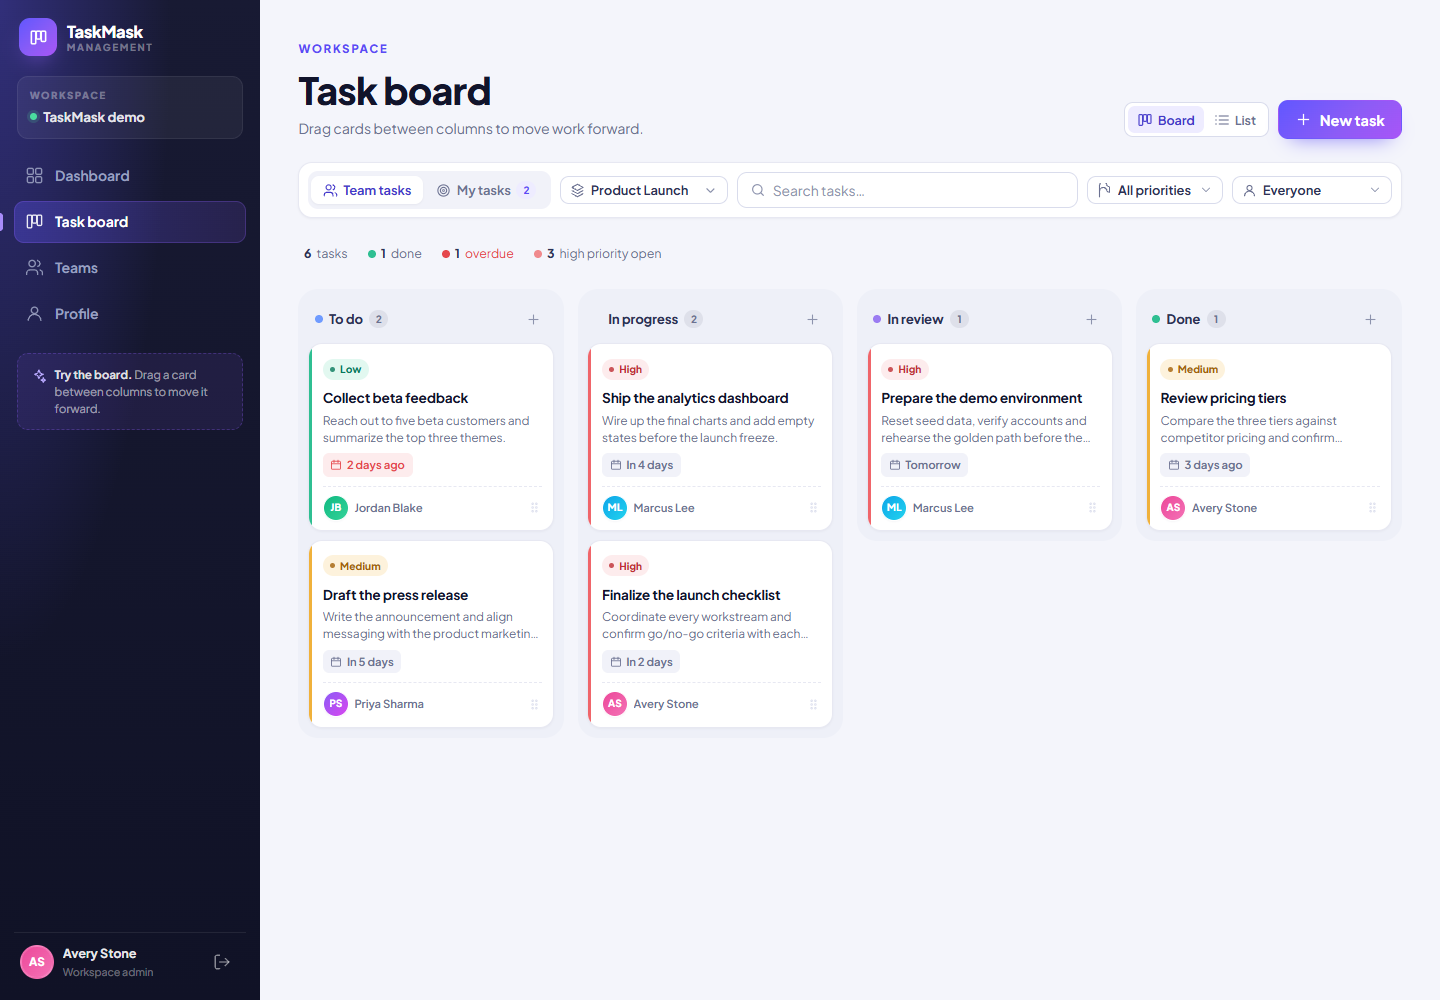 TaskMask
MANAGEMENT
WORKSPACE
TaskMask demo
Dashboard
Task board
Teams
Profile
Try the board. Drag a card
between columns to move it
forward.
AS
Avery Stone
Workspace admin
WORKSPACE
Task board
Drag cards between columns to move work forward.
Board
List
New task
Team tasks
My tasks 2
Product Launch
Search tasks...
All priorities
Everyone
6 tasks
1 done
1 overdue
3 high priority open
To do 2
Low
Collect beta feedback
Reach out to five beta customers and
summarize the top three themes.
2 days ago
JB Jordan Blake
Medium
Draft the press release
Write the announcement and align
messaging with the product marketin...
In 5 days
PS Priya Sharma
In progress 2
High
Ship the analytics dashboard
Wire up the final charts and add empty
states before the launch freeze.
In 4 days
ML Marcus Lee
High
Finalize the launch checklist
Coordinate every workstream and
confirm go/no-go criteria with each...
In 2 days
AS Avery Stone
In review 1
High
Prepare the demo environment
Reset seed data, verify accounts and
rehearse the golden path before the...
Tomorrow
ML Marcus Lee
Done 1
Medium
Review pricing tiers
Compare the three tiers against
competitor pricing and confirm...
3 days ago
AS Avery Stone